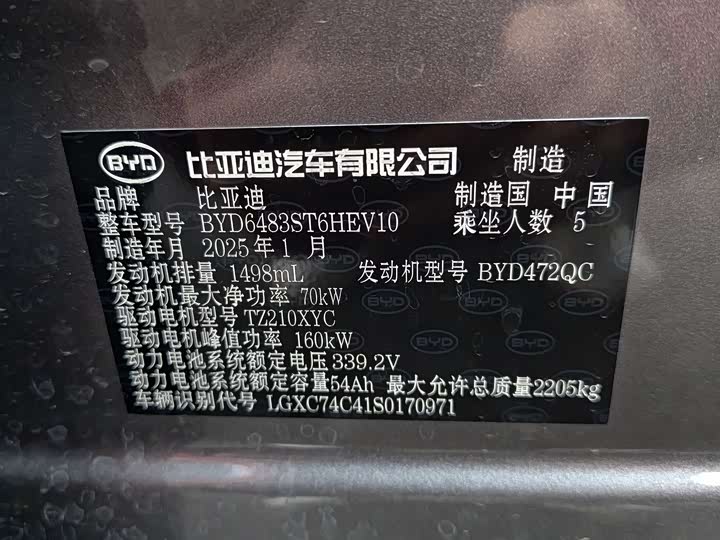 BYD 比亚迪汽车有限公司 制造
品牌 比亚迪 制造国 中国
整车型号 BYD6483ST6HEV10 乘坐人数 5
制造年月 2025年1月
发动机排量 1498mL 发动机型号 BYD472QC
发动机最大净功率 70kW
驱动电机型号 TZ210XYC
驱动电机峰值功率 160kW
动力电池系统额定电压 339.2V
动力电池系统额定容量 54Ah 最大允许总质量 2205kg
车辆识别代号 LGXC74C41S0170971